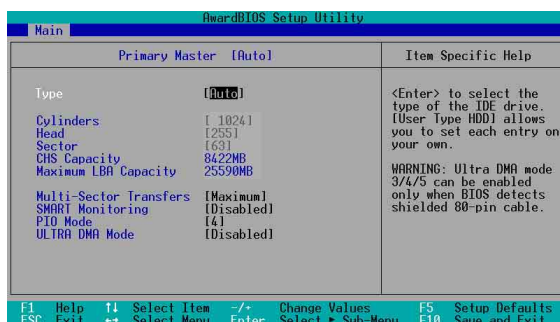 AwardBIOS Setup Utility
Main
Primary Master [Auto]
Item Specific Help
Type [Auto]
Cylinders [ 1024]
Head [255]
Sector [63]
CHS Capacity 8422MB
Maximum LBA Capacity 25590MB
Multi-Sector Transfers [Maximum]
SMART Monitoring [Disabled]
PIO Mode [4]
ULTRA DMA Mode [Disabled]
<Enter> to select the
type of the IDE drive.
[User Type HDD] allows
you to set each entry on
your own.
WARNING: Ultra DMA mode
3/4/5 can be enabled
only when BIOS detects
shielded 80-pin cable.
F1 Help ↑↓ Select Item -/+ Change Values F5 Setup Defaults
ESC Exit ←→ Select Menu Enter Select ► Sub-Menu F10 Save and Exit